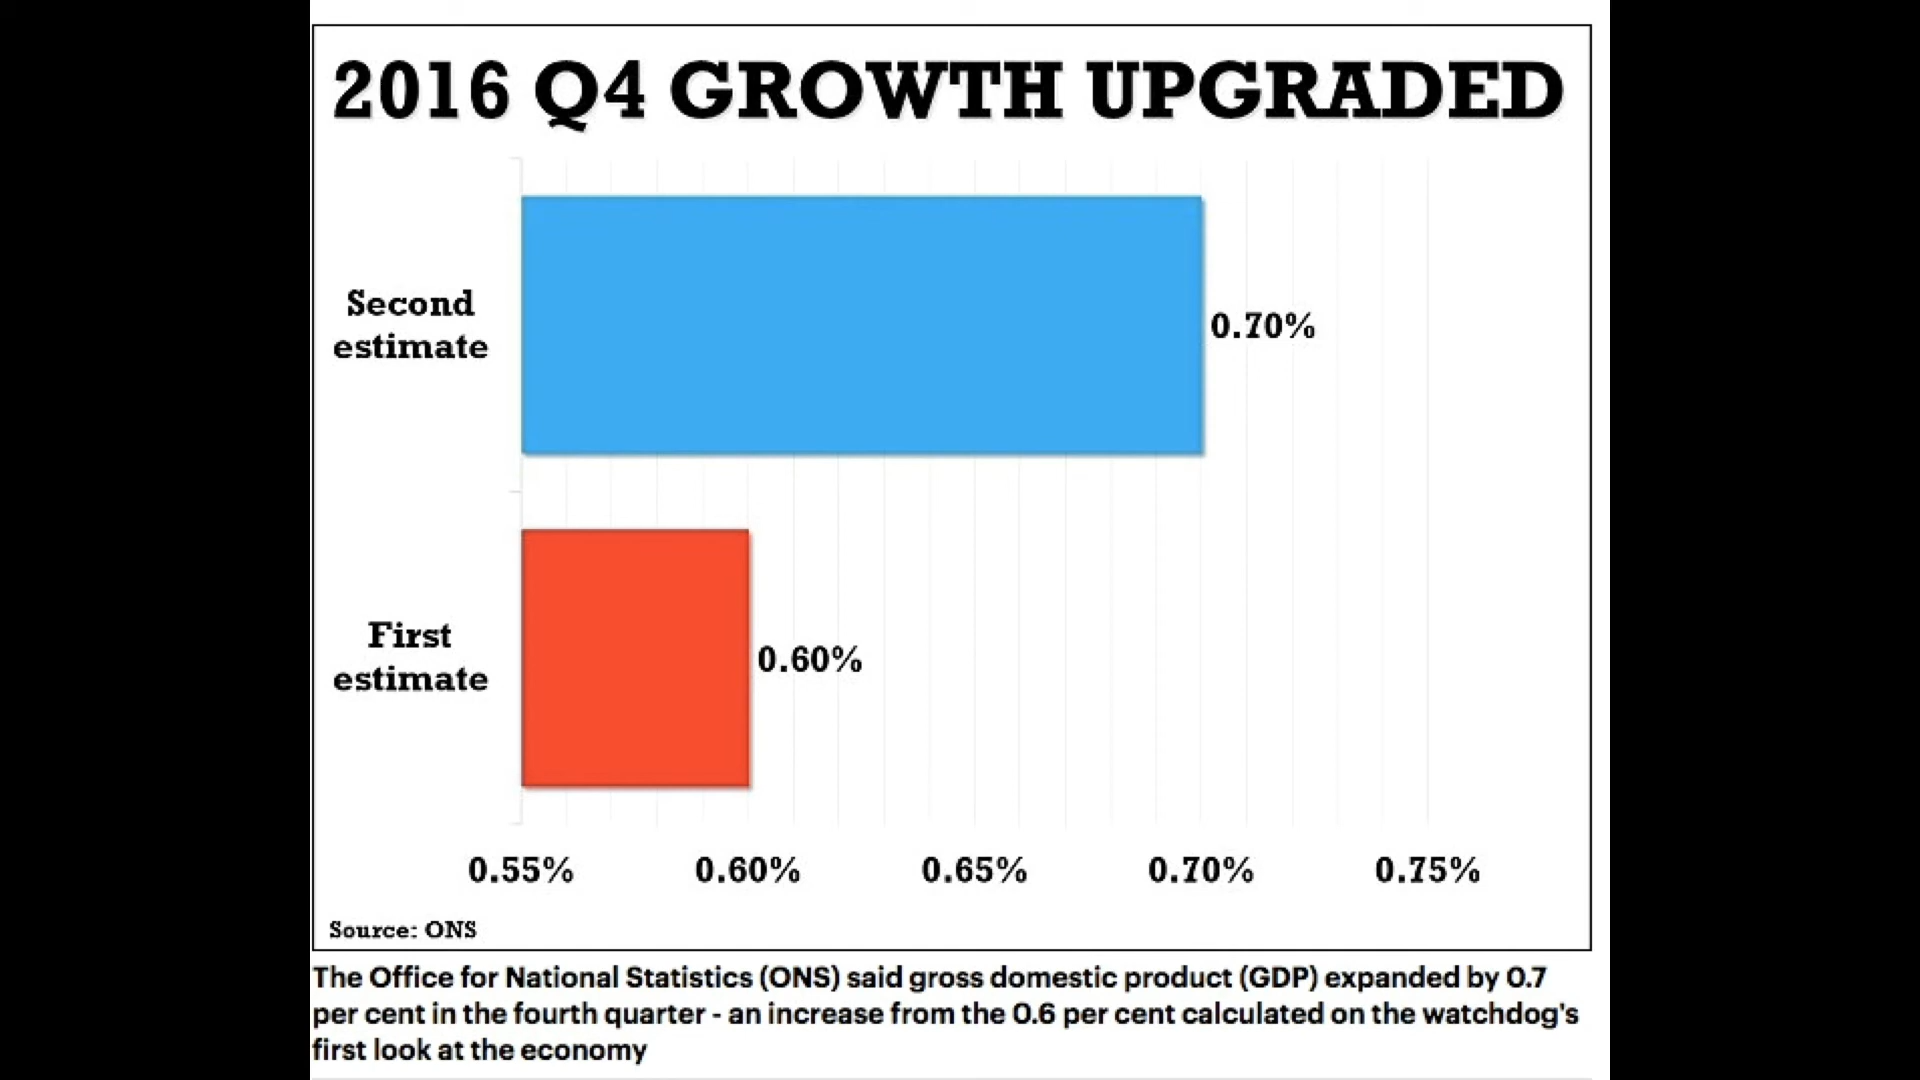 2016 Q4 GROWTH UPGRADED
Second
estimate
0.70%
First
estimate
0.60%
0.55% 0.60% 0.65% 0.70% 0.75%
Source: ONS
The Office for National Statistics (ONS) said gross domestic product (GDP) expanded by 0.7
per cent in the fourth quarter - an increase from the 0.6 per cent calculated on the watchdog's
first look at the economy